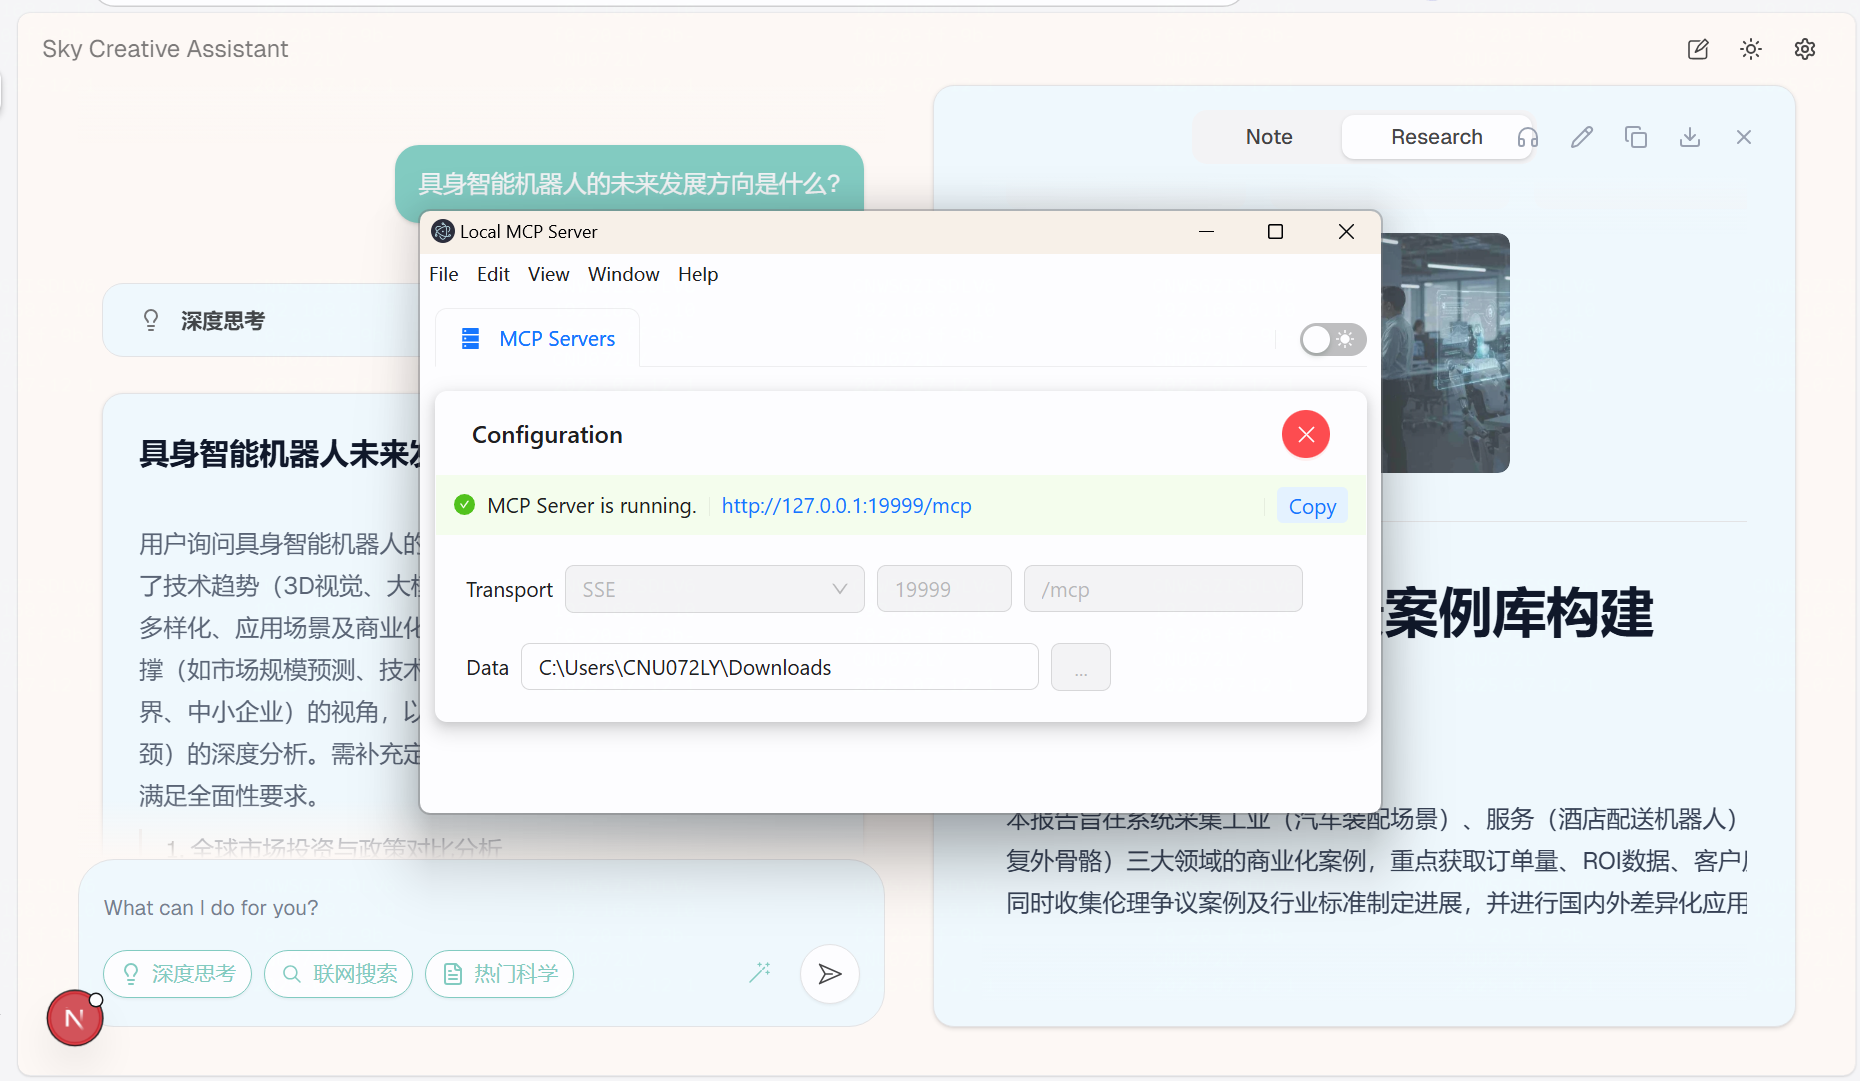 Sky Creative Assistant
具身智能机器人的未来发展方向是什么?
深度思考
具身智能机器人未来发
用户询问具身智能机器人的
了技术趋势（3D视觉、大模
多样化、应用场景及商业化
撑（如市场规模预测、技术
界、中小企业）的视角，以
颈）的深度分析。需补充定
满足全面性要求。
1. 全球市场投资与政策对比分析
What can I do for you?
深度思考
联网搜索
热门科学
N
Note
Research
案例库构建
本报告旨在系统采集工业（汽车装配场景）、服务（酒店配送机器人）
复外骨骼）三大领域的商业化案例，重点获取订单量、ROI数据、客户
同时收集伦理争议案例及行业标准制定进展，并进行国内外差异化应用
Local MCP Server
File Edit View Window Help
MCP Servers
Configuration
MCP Server is running. http://127.0.0.1:19999/mcp Copy
Transport SSE 19999 /mcp
Data C:\Users\CNU072LY\Downloads ...